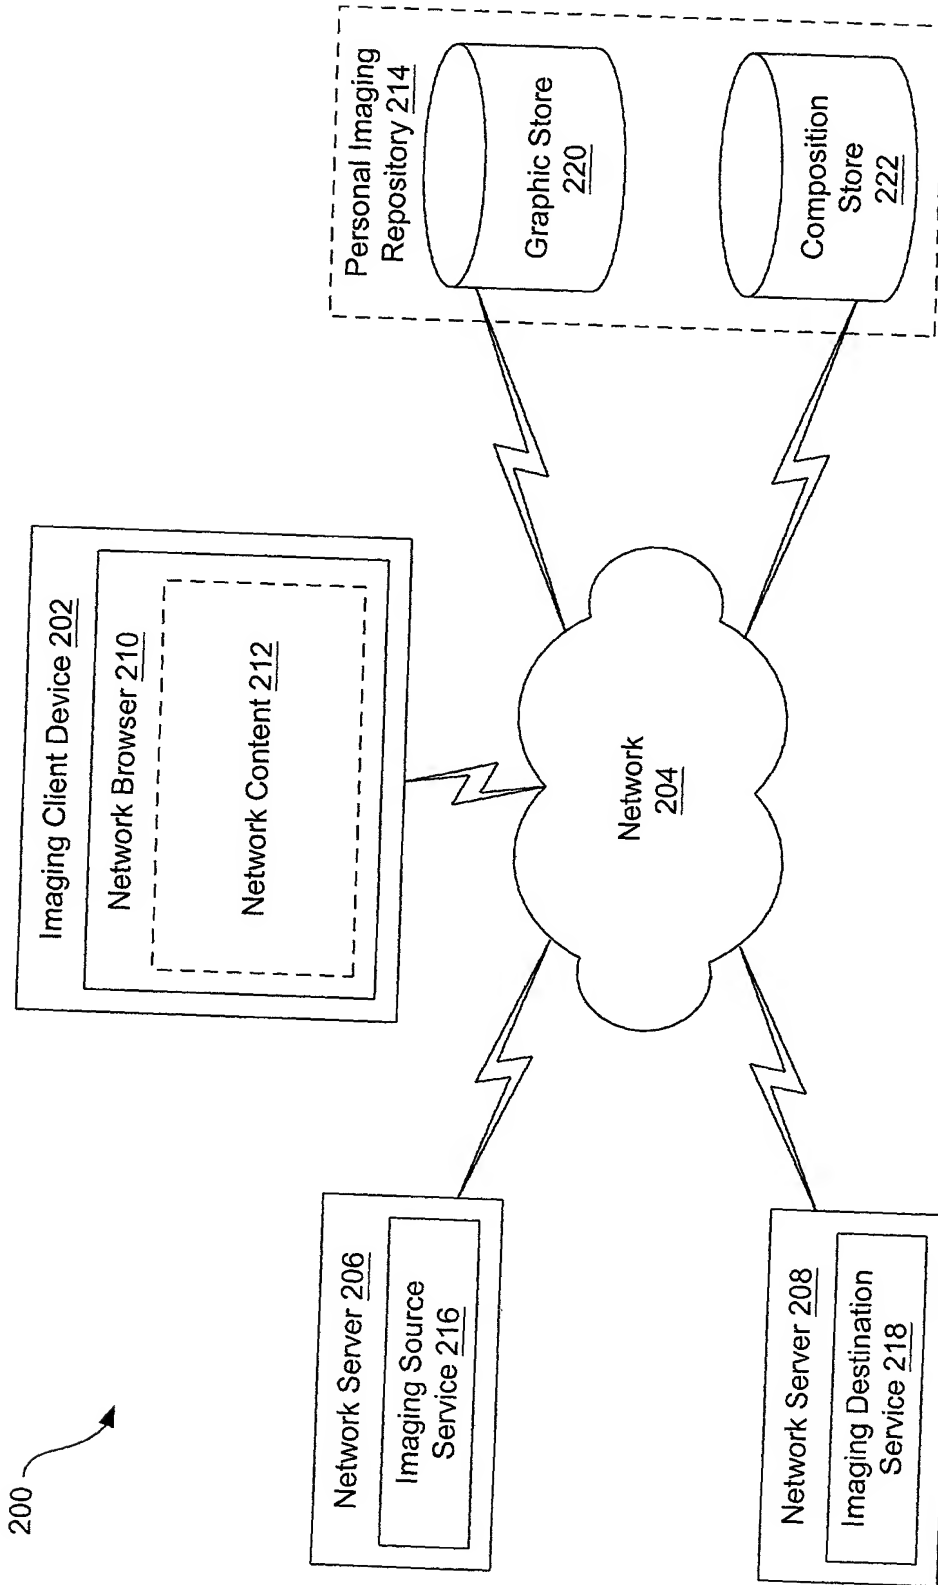 200
Imaging Client Device 202
Network Browser 210
Network Content 212
Personal Imaging
Repository 214
Graphic Store
220
Composition
Store
222
Network
204
Network Server 206
Imaging Source
Service 216
Network Server 208
Imaging Destination
Service 218